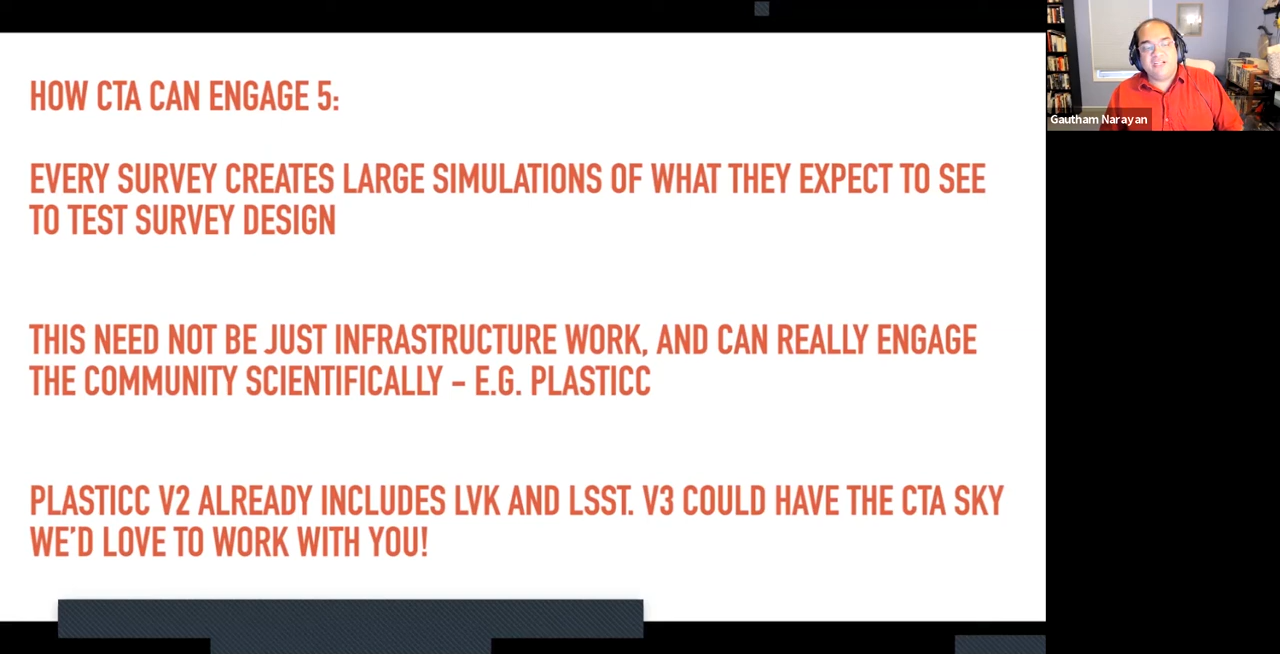 HOW CTA CAN ENGAGE 5:
EVERY SURVEY CREATES LARGE SIMULATIONS OF WHAT THEY EXPECT TO SEE
TO TEST SURVEY DESIGN
THIS NEED NOT BE JUST INFRASTRUCTURE WORK, AND CAN REALLY ENGAGE
THE COMMUNITY SCIENTIFICALLY – E.G. PLASTICC
PLASTICC V2 ALREADY INCLUDES LVK AND LSST. V3 COULD HAVE THE CTA SKY
WE'D LOVE TO WORK WITH YOU!
Gautham Narayan